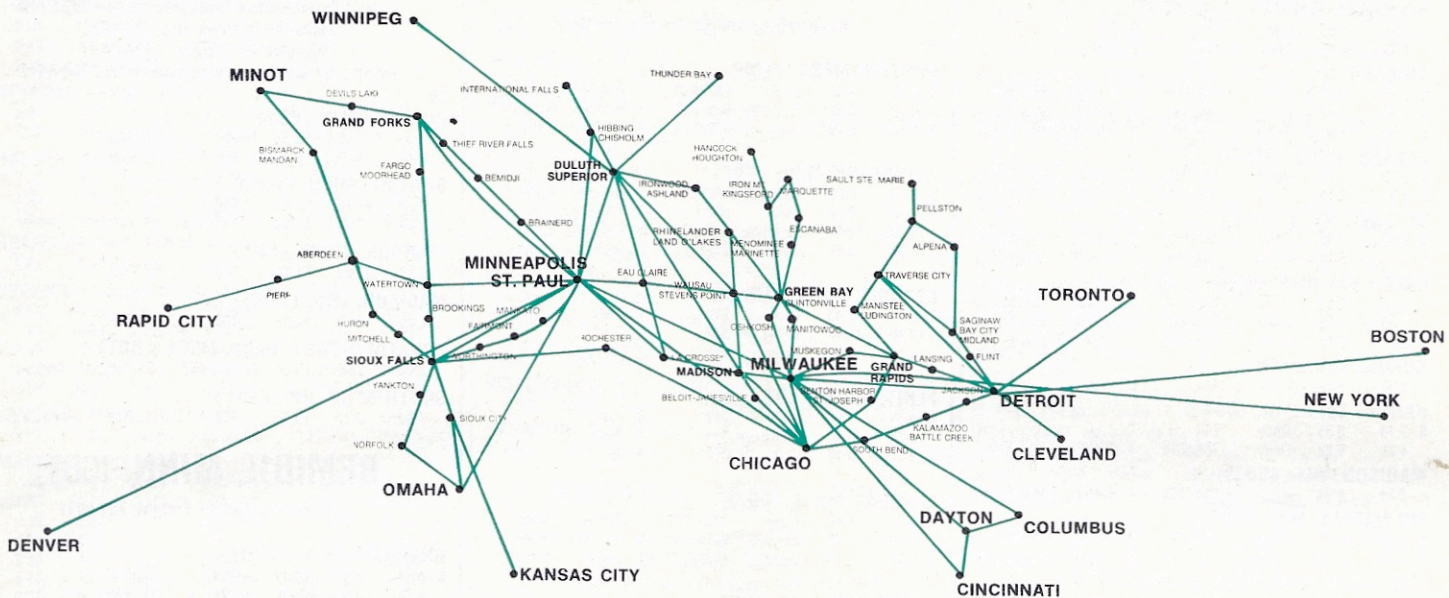 WINNIPEG
MINOT
THUNDER BAY
DEVILS LAKE
INTERNATIONAL FALLS
GRAND FORKS
HIBBING
CHISHOLM
THIEF RIVER FALLS
BISMARCK
MANDAN
FARGO
MOORHEAD
BEMIDJI
DULUTH
SUPERIOR
HANCOCK
HOUGHTON
IRONWOOD
ASHLAND
IRON MT.
KINGSFORD
MARQUETTE
SAULT STE. MARIE
PELLSTON
BRAINERD
RHINELANDER
LAND O'LAKES
ESCANABA
MENOMINEE
MARINETTE
ALPENA
ABERDEEN
MINNEAPOLIS
ST. PAUL
EAU CLAIRE
TRAVERSE CITY
PIERRE
WATERTOWN
WAUSAU
STEVENS POINT
GREEN BAY
CLINTONVILLE
TORONTO
RAPID CITY
BROOKINGS
MANKATO
MANISTEE
LUDINGTON
HURON
FAIRMONT
OSHKOSH
MANITOWOC
SAGINAW
BAY CITY
MIDLAND
MITCHELL
ROCHESTER
BOSTON
SIOUX FALLS
WORTHINGTON
LA CROSSE*
MUSKEGON
LANSING
FLINT
MADISON
MILWAUKEE
GRAND
RAPIDS
YANKTON
BELOIT-JANESVILLE
BENTON HARBOR
ST. JOSEPH
JACKSON
DETROIT
NEW YORK
SIOUX CITY
KALAMAZOO
BATTLE CREEK
NORFOLK
SOUTH BEND
CLEVELAND
CHICAGO
OMAHA
DAYTON
COLUMBUS
DENVER
KANSAS CITY
CINCINNATI